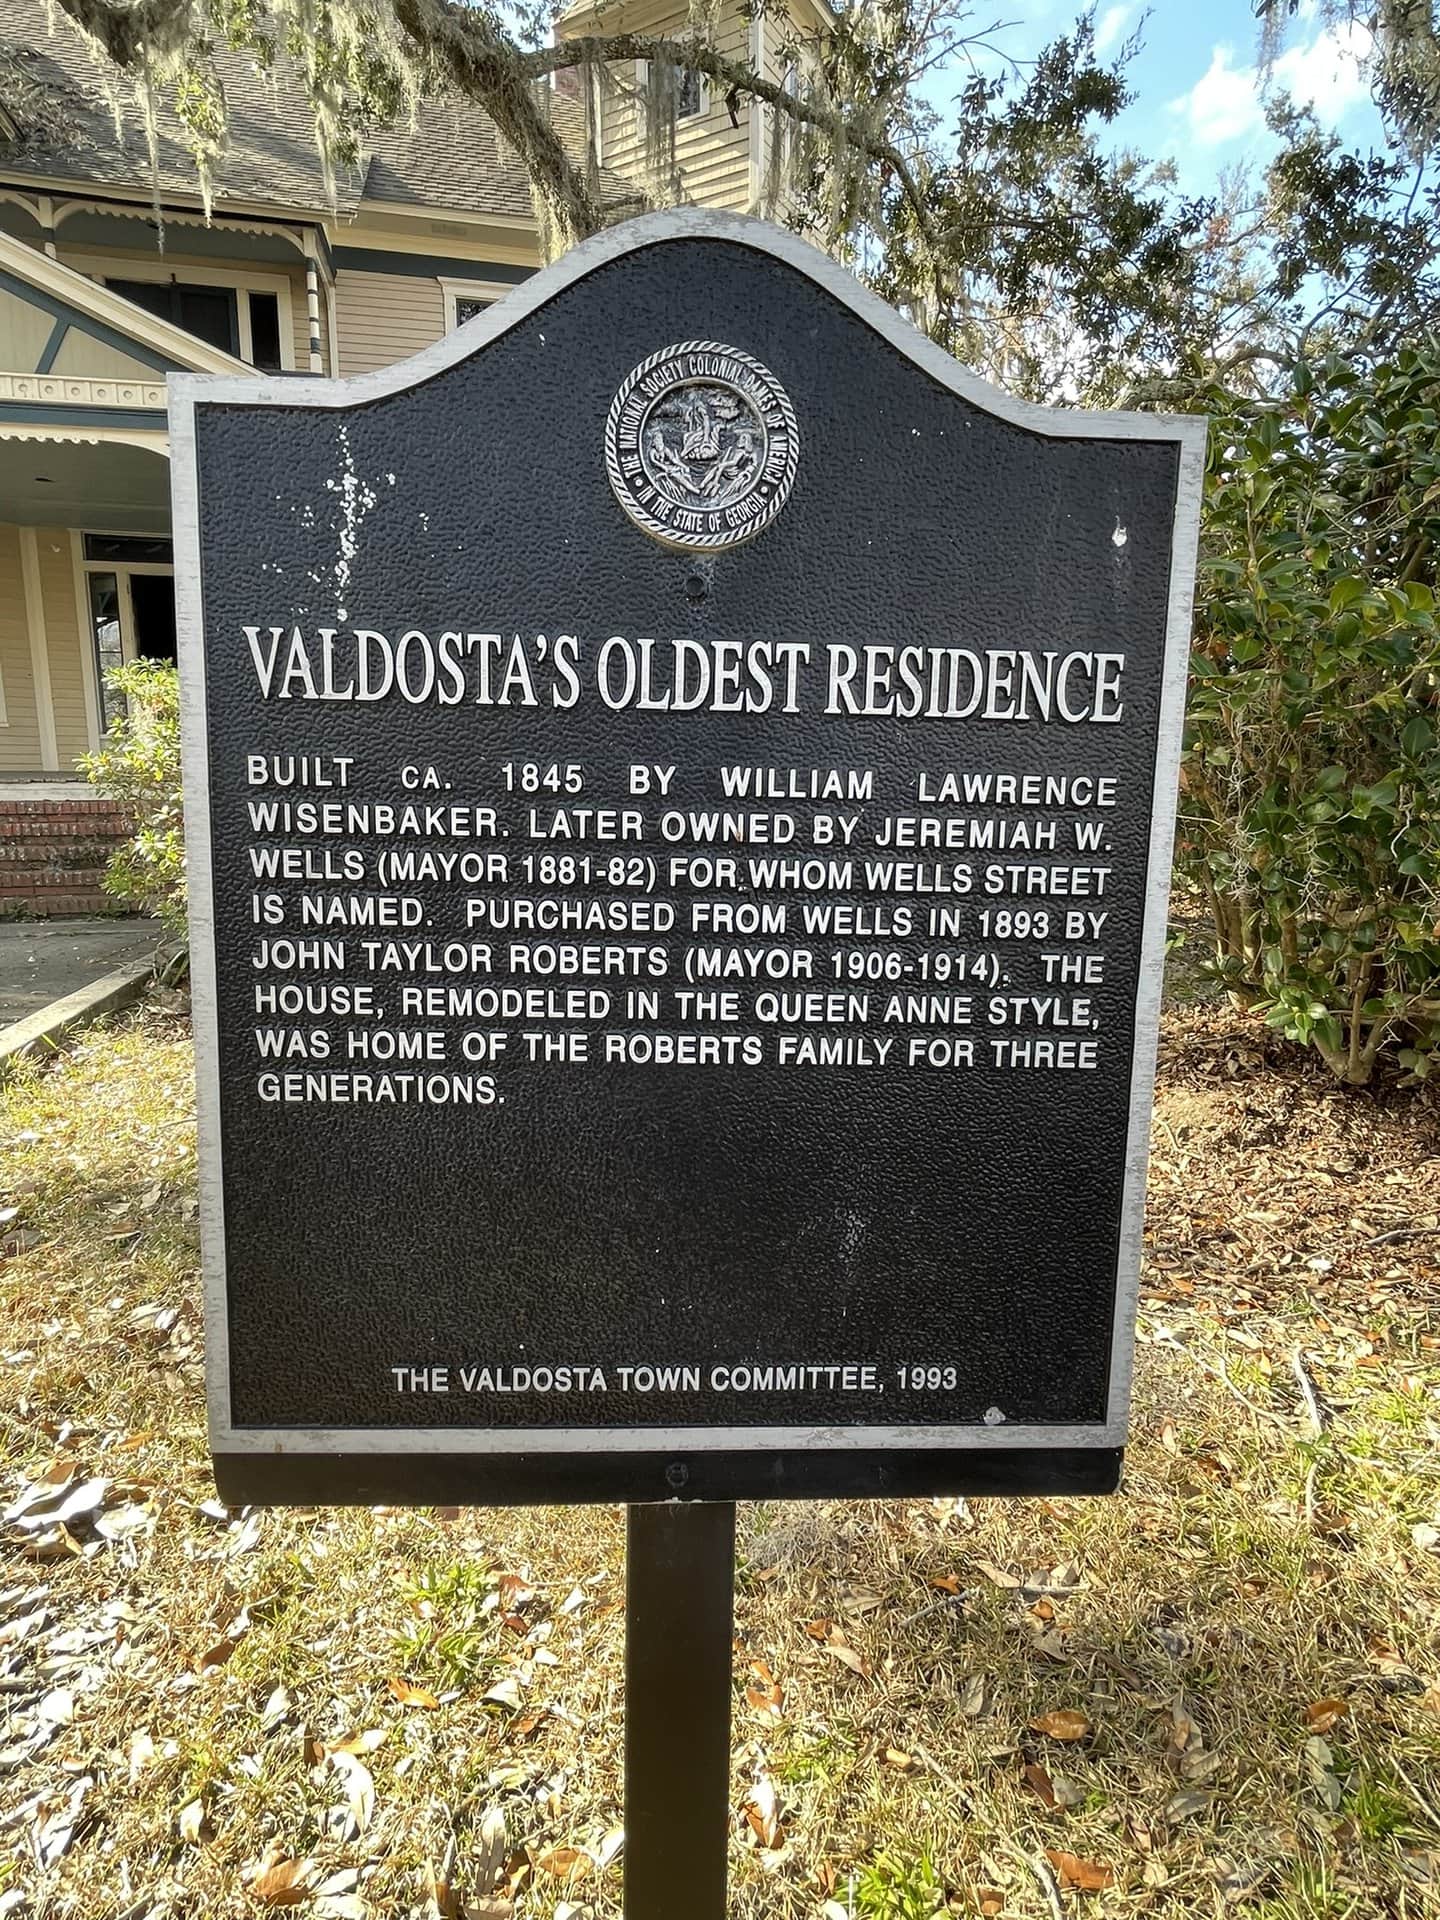 THE NATIONAL SOCIETY COLONIAL DAMES OF AMERICA
IN THE STATE OF GEORGIA
VALDOSTA'S OLDEST RESIDENCE
BUILT CA. 1845 BY WILLIAM LAWRENCE
WISENBAKER. LATER OWNED BY JEREMIAH W.
WELLS (MAYOR 1881-82) FOR WHOM WELLS STREET
IS NAMED. PURCHASED FROM WELLS IN 1893 BY
JOHN TAYLOR ROBERTS (MAYOR 1906-1914). THE
HOUSE, REMODELED IN THE QUEEN ANNE STYLE,
WAS HOME OF THE ROBERTS FAMILY FOR THREE
GENERATIONS.
THE VALDOSTA TOWN COMMITTEE, 1993